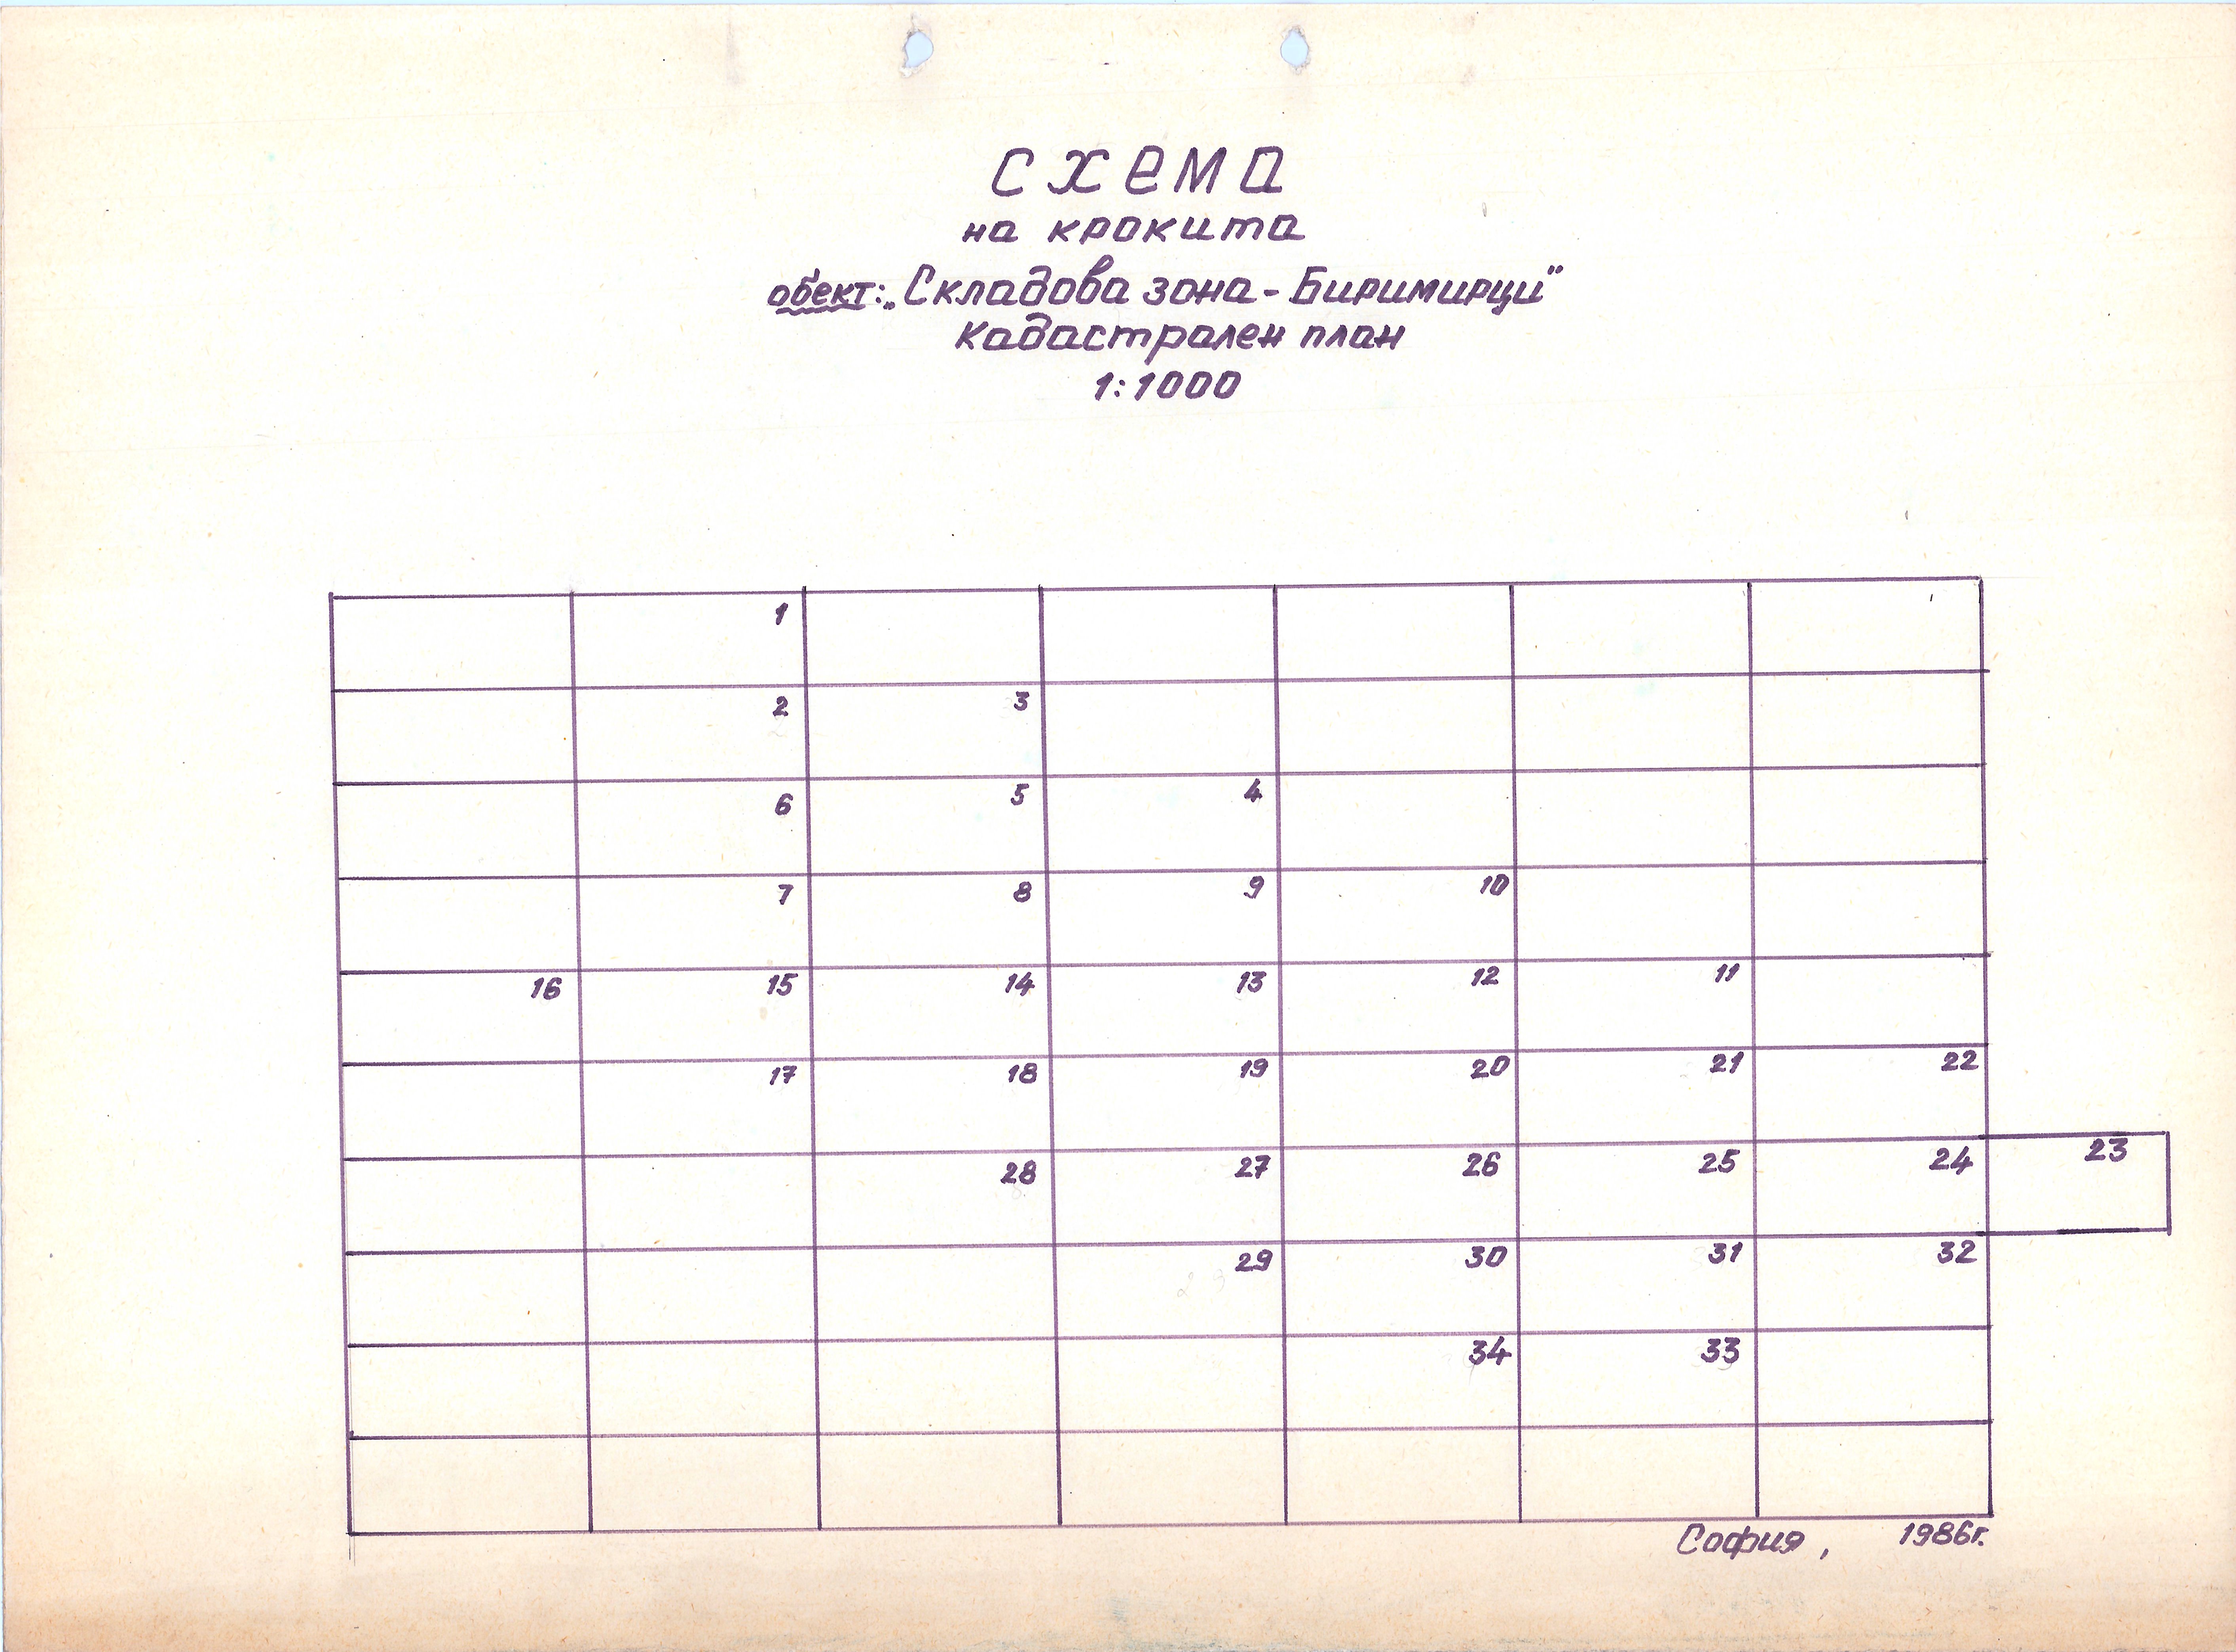 схема
на крокита
обект: „Складова зона - Биримирци"
кадастрален план
1:1000
1
2 3
6 5 4
7 8 9 10
16 15 14 13 12 11
17 18 19 20 21 22
28 27 26 25 24 23
29 30 31 32
34 33
София, 1986г.